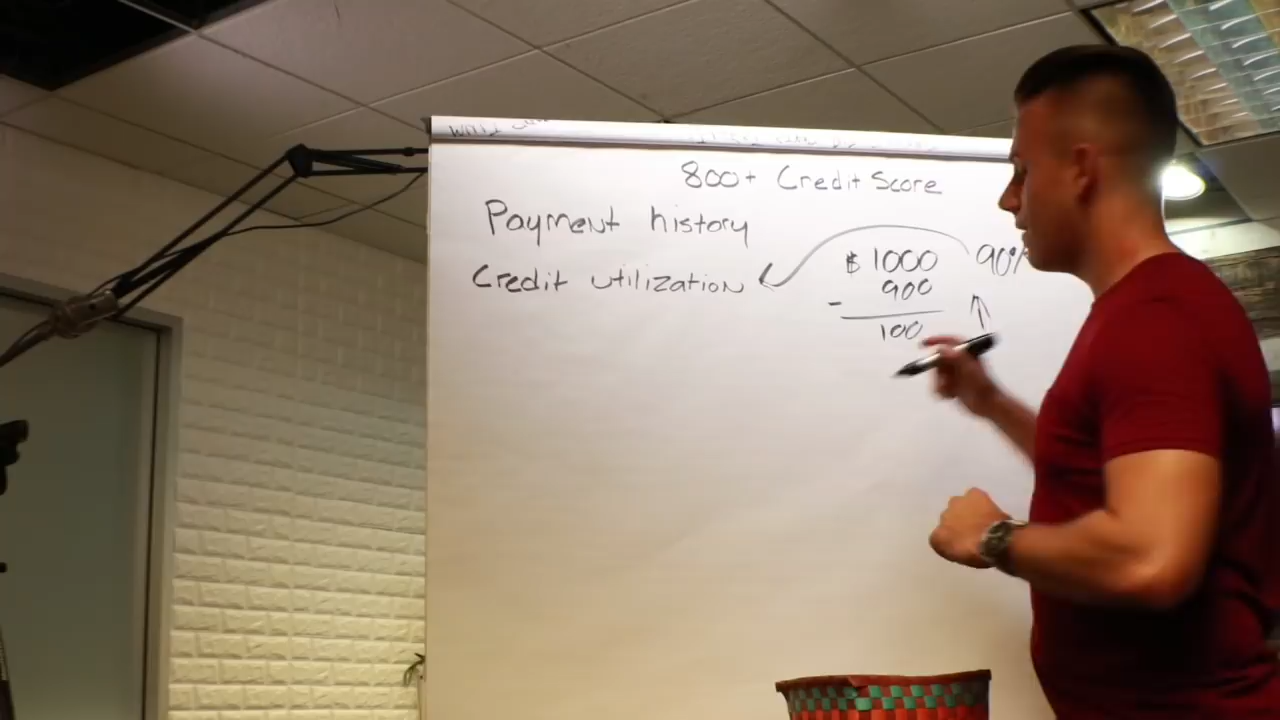 800+ Credit Score
Payment history
Credit utilization
$ 1000 90%
- 900
100